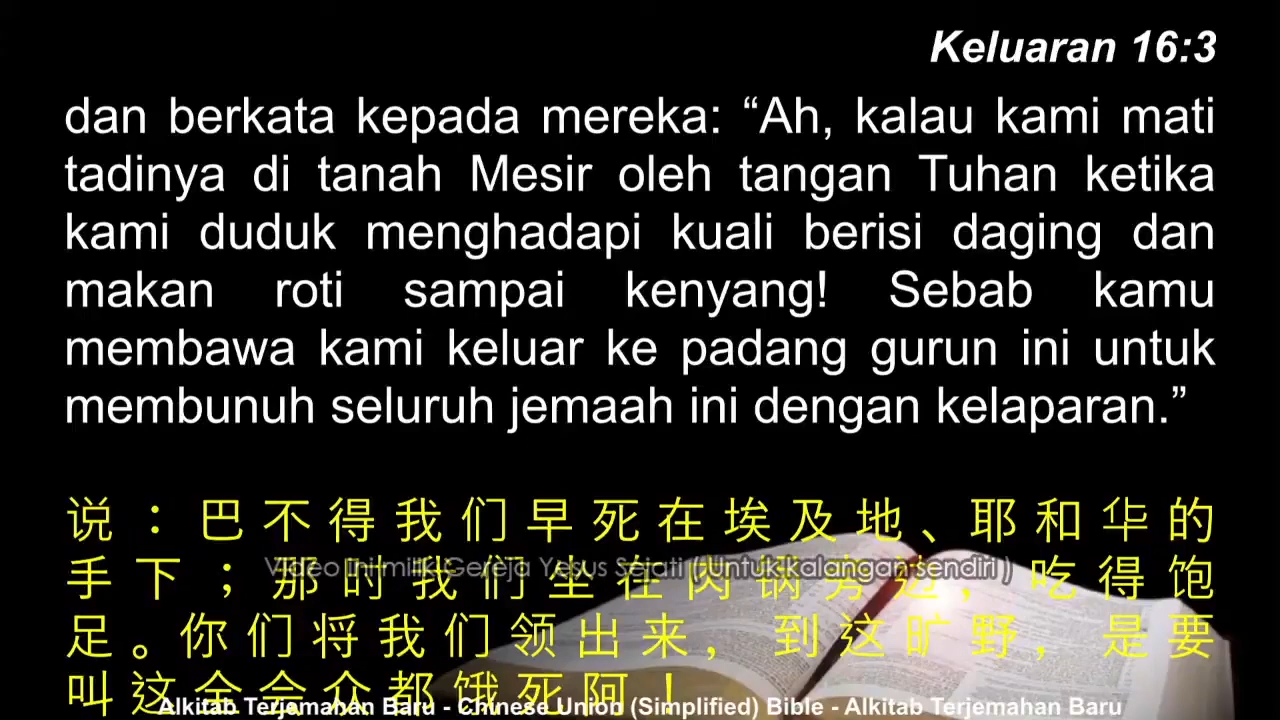 Keluaran 16:3
dan berkata kepada mereka: “Ah, kalau kami mati
tadinya di tanah Mesir oleh tangan Tuhan ketika
kami duduk menghadapi kuali berisi daging dan
makan roti sampai kenyang! Sebab kamu
membawa kami keluar ke padang gurun ini untuk
membunuh seluruh jemaah ini dengan kelaparan.”
说：巴不得我们早死在埃及地、耶和华的
手下；那时我们坐在肉锅旁边，吃得饱
Video ini milik Gereja Yesus Sejati ( Untuk kalangan sendiri )
足。你们将我们领出来，到这旷野，是要
叫这全会众都饿死阿！
Alkitab Terjemahan Baru - Chinese Union (Simplified) Bible - Alkitab Terjemahan Baru